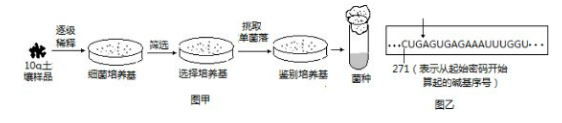 逐级
稀释
10g土
壤样品
细菌培养基
筛选
选择培养基
挑取
单菌落
鉴别培养基
菌种
图甲
···CUGAGUGAGAAAUUUGGU···
271(表示从起始密码开始
算起的碱基序号)
图乙